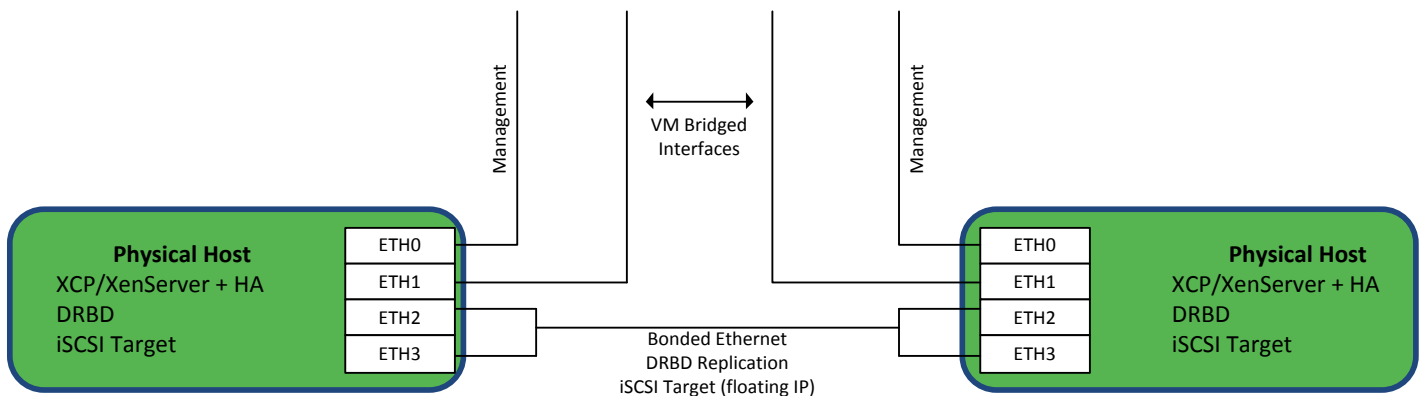 Management
VM Bridged
Interfaces
Management
Physical Host
XCP/XenServer + HA
DRBD
iSCSI Target
ETH0
ETH1
ETH2
ETH3
Bonded Ethernet
DRBD Replication
iSCSI Target (floating IP)
ETH0
ETH1
ETH2
ETH3
Physical Host
XCP/XenServer + HA
DRBD
iSCSI Target